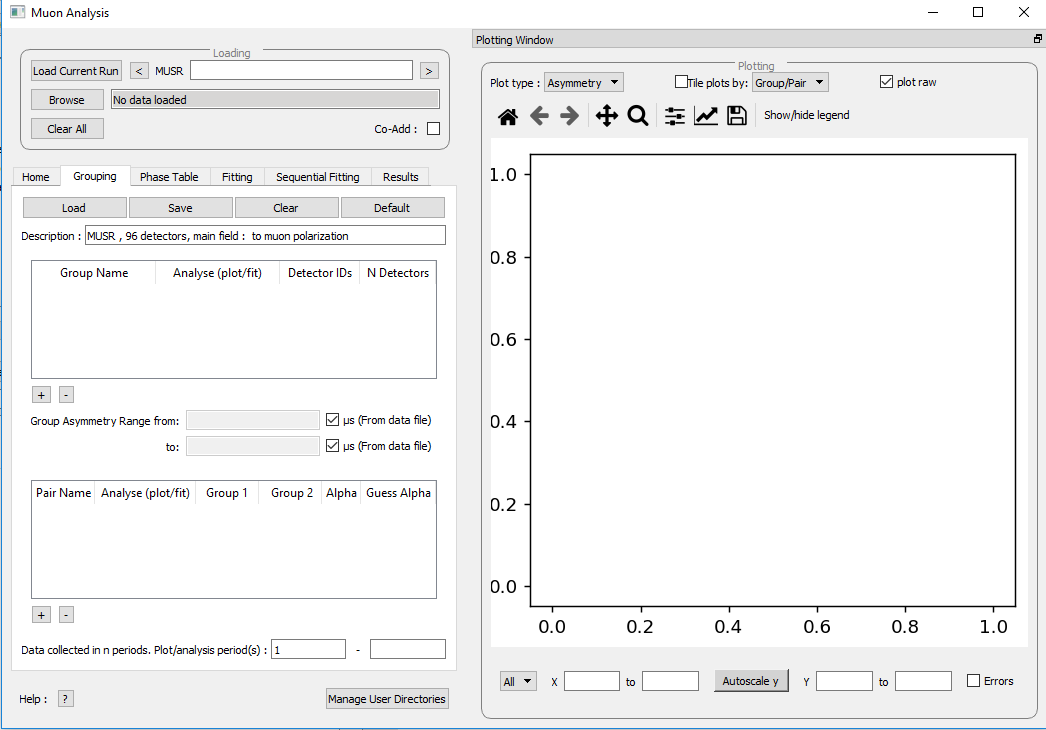 Muon Analysis
Loading
Load Current Run < MUSR >
Browse No data loaded
Clear All Co-Add :
Home Grouping Phase Table Fitting Sequential Fitting Results
Load Save Clear Default
Description : MUSR , 96 detectors, main field : to muon polarization
Group Name Analyse (plot/fit) Detector IDs N Detectors
+ -
Group Asymmetry Range from: µs (From data file)
to: µs (From data file)
Pair Name Analyse (plot/fit) Group 1 Group 2 Alpha Guess Alpha
+ -
Data collected in n periods. Plot/analysis period(s) : 1 -
Help : ? Manage User Directories
Plotting Window
Plotting
Plot type : Asymmetry Tile plots by: Group/Pair plot raw
Show/hide legend
1.0
0.8
0.6
0.4
0.2
0.0
0.0 0.2 0.4 0.6 0.8 1.0
All X to Autoscale y Y to Errors